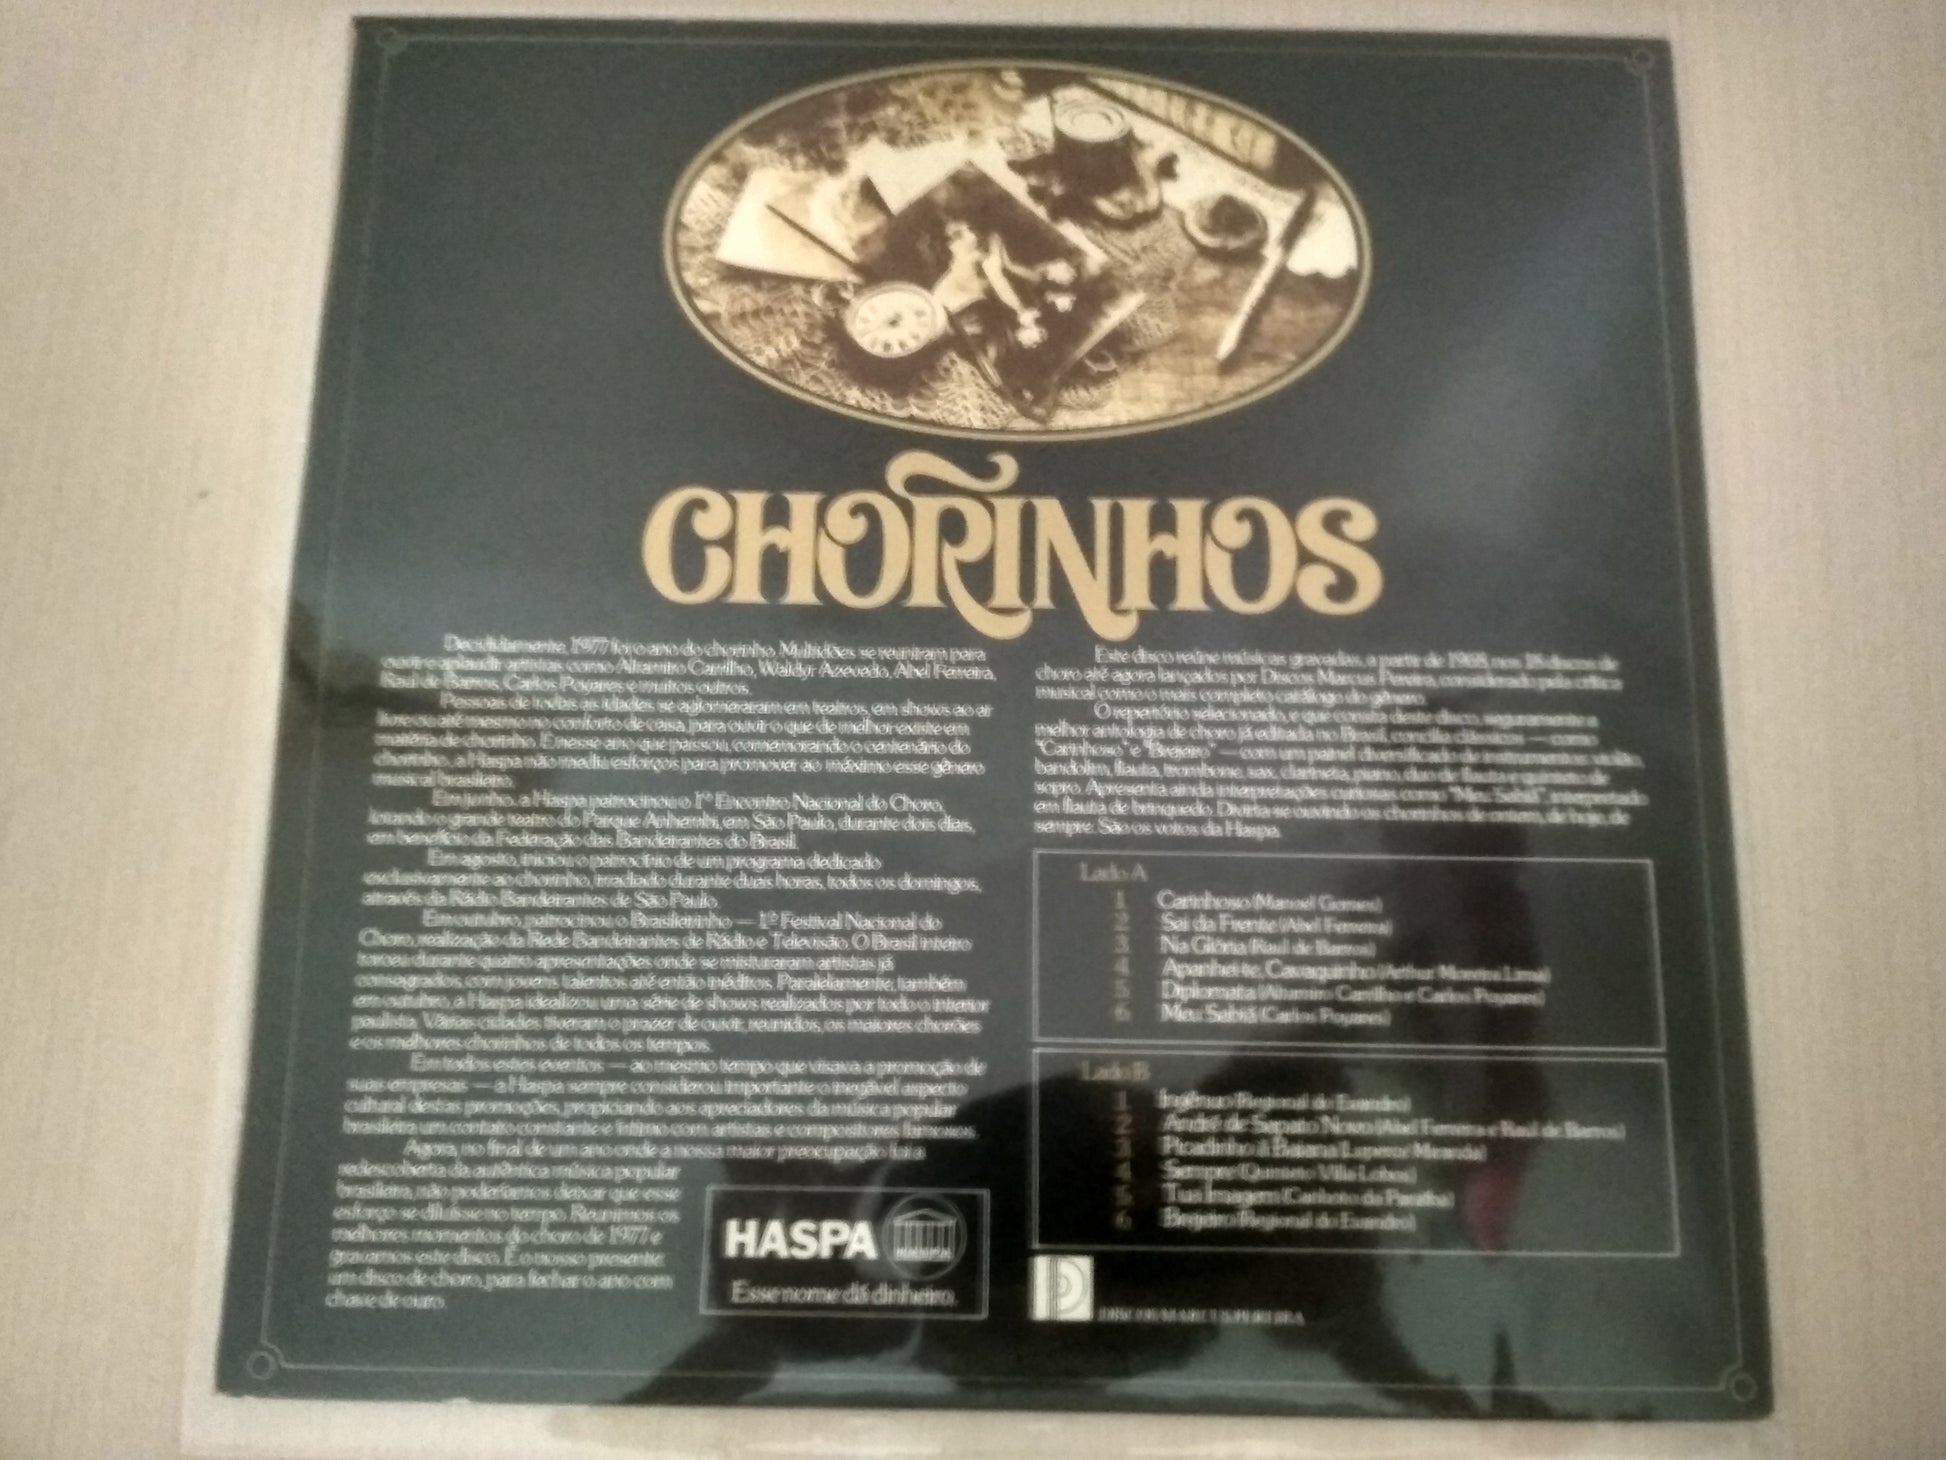 CHORINHOS
Decididamente, 1977 foi o ano do chorinho. Multidões se reuniram para
ouvir e aplaudir artistas como Altamiro Carrilho, Waldyr Azevedo, Abel Ferreira,
Raul de Barros, Carlos Poyares e muitos outros.
Pessoas de todas as idades se aglomeraram em teatros, em shows ao ar
livre ou até mesmo no conforto de casa, para ouvir o que de melhor existe em
matéria de chorinho. E nesse ano que passou, comemorando o centenário do
chorinho, a Haspa não mediu esforços para promover ao máximo esse gênero
musical brasileiro.
Em junho, a Haspa patrocinou o 1º Encontro Nacional do Choro,
lotando o grande teatro do Parque Anhembi, em São Paulo, durante dois dias,
em benefício da Federação das Bandeirantes do Brasil.
Em agosto, iniciou o patrocínio de um programa dedicado
exclusivamente ao chorinho, irradiado durante duas horas, todos os domingos,
através da Rádio Bandeirantes de São Paulo.
Em outubro, patrocinou o Brasileirinho — 1º Festival Nacional do
Choro, realização da Rede Bandeirantes de Rádio e Televisão. O Brasil inteiro
torceu durante quatro apresentações onde se misturaram artistas já
consagrados, com jovens talentos até então inéditos. Paralelamente, também
em outubro, a Haspa idealizou uma série de shows realizados por todo o interior
paulista. Várias cidades tiveram o prazer de ouvir, reunidos, os maiores chorões
e os melhores chorinhos de todos os tempos.
Em todos estes eventos — ao mesmo tempo que visava a promoção de
suas empresas — a Haspa sempre considerou importante o inegável aspecto
cultural destas promoções, propiciando aos apreciadores da música popular
brasileira um contato constante e íntimo com artistas e compositores famosos.
Agora, no final de um ano onde a nossa maior preocupação foi a
redescoberta da autêntica música popular
brasileira, não poderíamos deixar que esse
esforço se diluísse no tempo. Reunimos os
melhores momentos do choro de 1977 e
gravamos este disco. É o nosso presente:
um disco de choro, para fechar o ano com
chave de ouro.
HASPA
Esse nome dá dinheiro.
Este disco reúne músicas gravadas, a partir de 1968, nos 18 discos de
choro até agora lançados por Discos Marcus Pereira, considerado pela crítica
musical como o mais completo catálogo do gênero.
O repertório selecionado, e que consta deste disco, seguramente a
melhor antologia de choro já editada no Brasil, concilia clássicos — como
"Carinhoso" e "Brejeiro" — com um painel diversificado de instrumentos: violão,
bandolim, flauta, trombone, sax, clarineta, piano, duo de flauta e quinteto de
sopro. Apresenta ainda interpretações curiosas como "Meu Sabiá", interpretado
em flauta de brinquedo. Divirta-se ouvindo os chorinhos de ontem, de hoje, de
sempre. São os votos da Haspa.
Lado A
1 Carinhoso (Manoel Gomes)
2 Sai da Frente (Abel Ferreira)
3 Na Glória (Raul de Barros)
4 Apanhei-te, Cavaquinho (Arthur Moreira Lima)
5 Diplomata (Altamiro Carrilho e Carlos Poyares)
6 Meu Sabiá (Carlos Poyares)
Lado B
1 Ingênuo (Regional do Evandro)
2 André de Sapato Novo (Abel Ferreira e Raul de Barros)
3 Picadinho à Baiana (Luperce Miranda)
4 Sempre (Quinteto Villa-Lobos)
5 Tua Imagem (Canhoto da Paraíba)
6 Brejeiro (Regional do Evandro)
DISCOS MARCUS PEREIRA